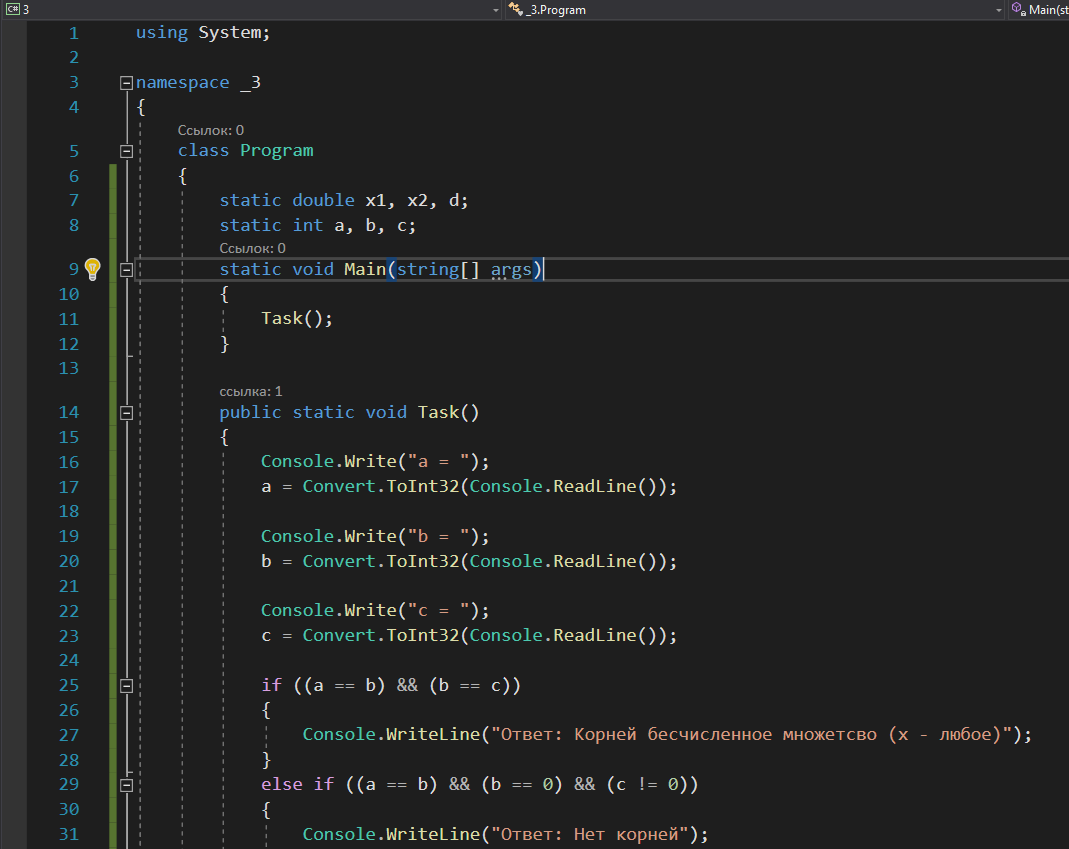 C# 3 _3.Program Main(st
1 using System;
2
3 namespace _3
4 {
Ссылок: 0
5 class Program
6 {
7 static double x1, x2, d;
8 static int a, b, c;
Ссылок: 0
9 static void Main(string[] args)
10 {
11 Task();
12 }
13
ссылка: 1
14 public static void Task()
15 {
16 Console.Write("a = ");
17 a = Convert.ToInt32(Console.ReadLine());
18
19 Console.Write("b = ");
20 b = Convert.ToInt32(Console.ReadLine());
21
22 Console.Write("c = ");
23 c = Convert.ToInt32(Console.ReadLine());
24
25 if ((a == b) && (b == c))
26 {
27 Console.WriteLine("Ответ: Корней бесчисленное множетсво (x - любое)");
28 }
29 else if ((a == b) && (b == 0) && (c != 0))
30 {
31 Console.WriteLine("Ответ: Нет корней");